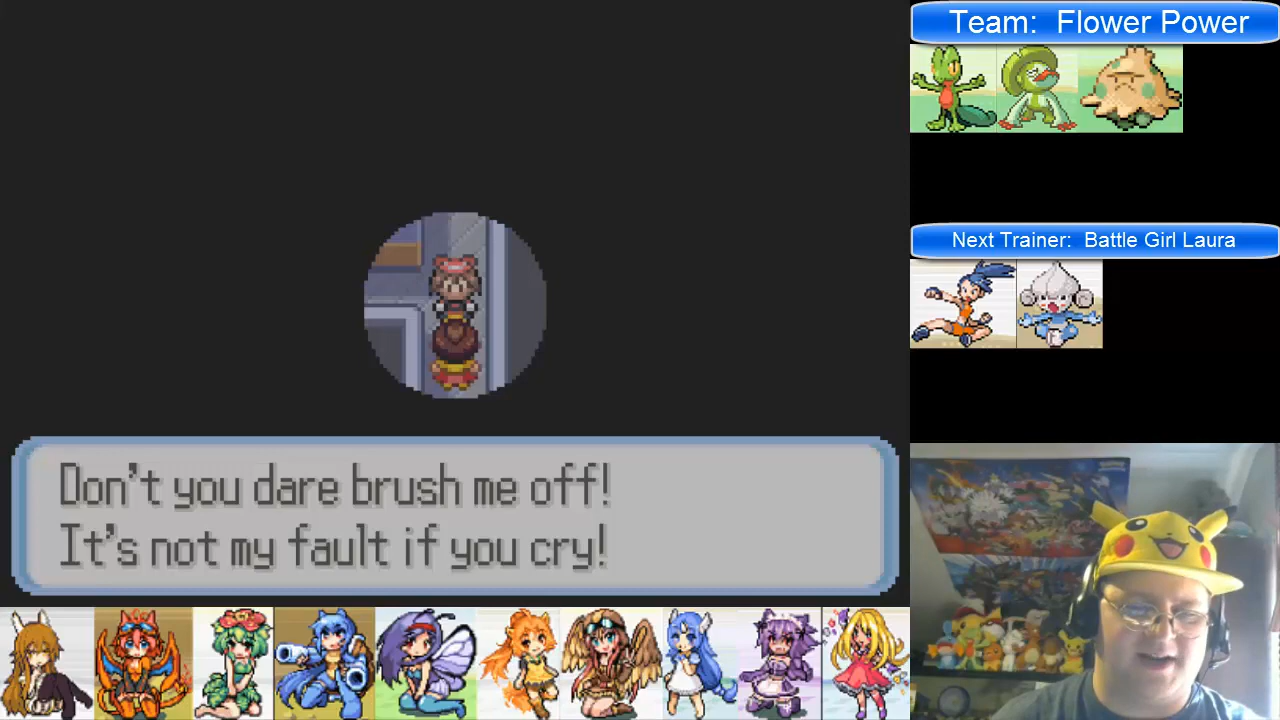 Team: Flower Power
Next Trainer: Battle Girl Laura
Don't you dare brush me off!
It's not my fault if you cry!